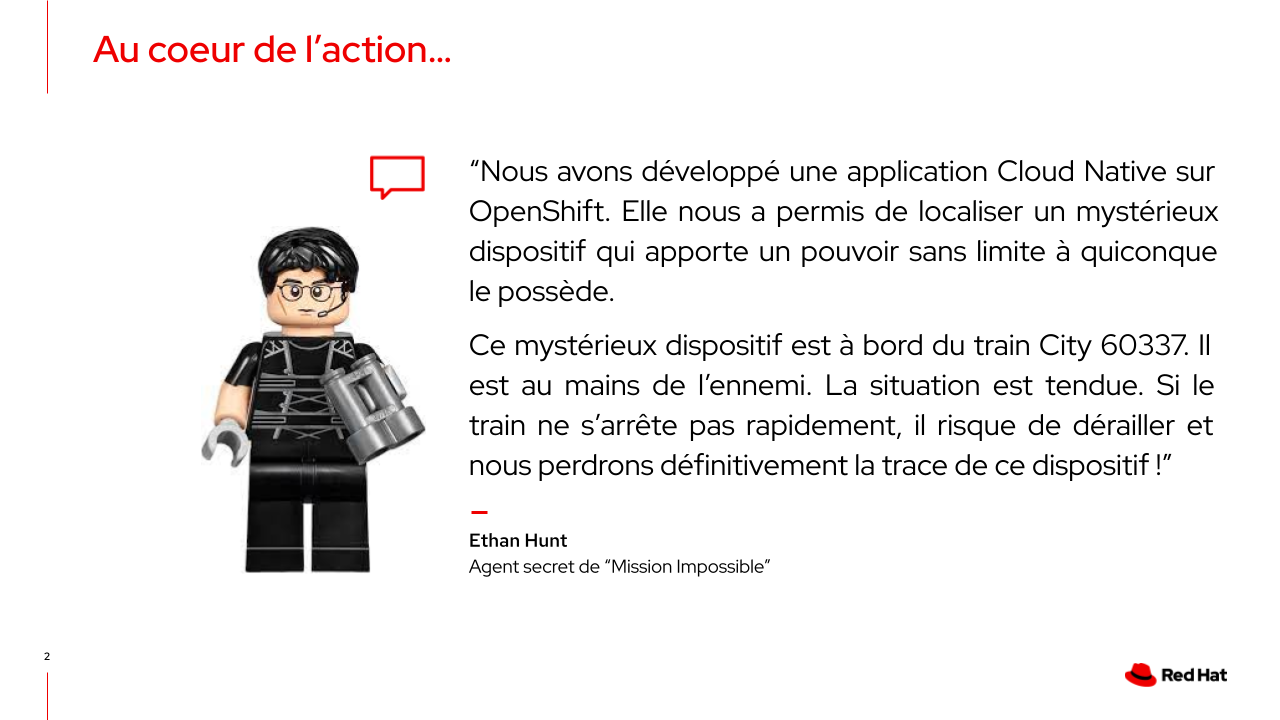 Au coeur de l’action…
“Nous avons développé une application Cloud Native sur
OpenShift. Elle nous a permis de localiser un mystérieux
dispositif qui apporte un pouvoir sans limite à quiconque
le possède.
Ce mystérieux dispositif est à bord du train City 60337. Il
est au mains de l’ennemi. La situation est tendue. Si le
train ne s’arrête pas rapidement, il risque de dérailler et
nous perdrons définitivement la trace de ce dispositif !”
Ethan Hunt
Agent secret de “Mission Impossible”
2
Red Hat